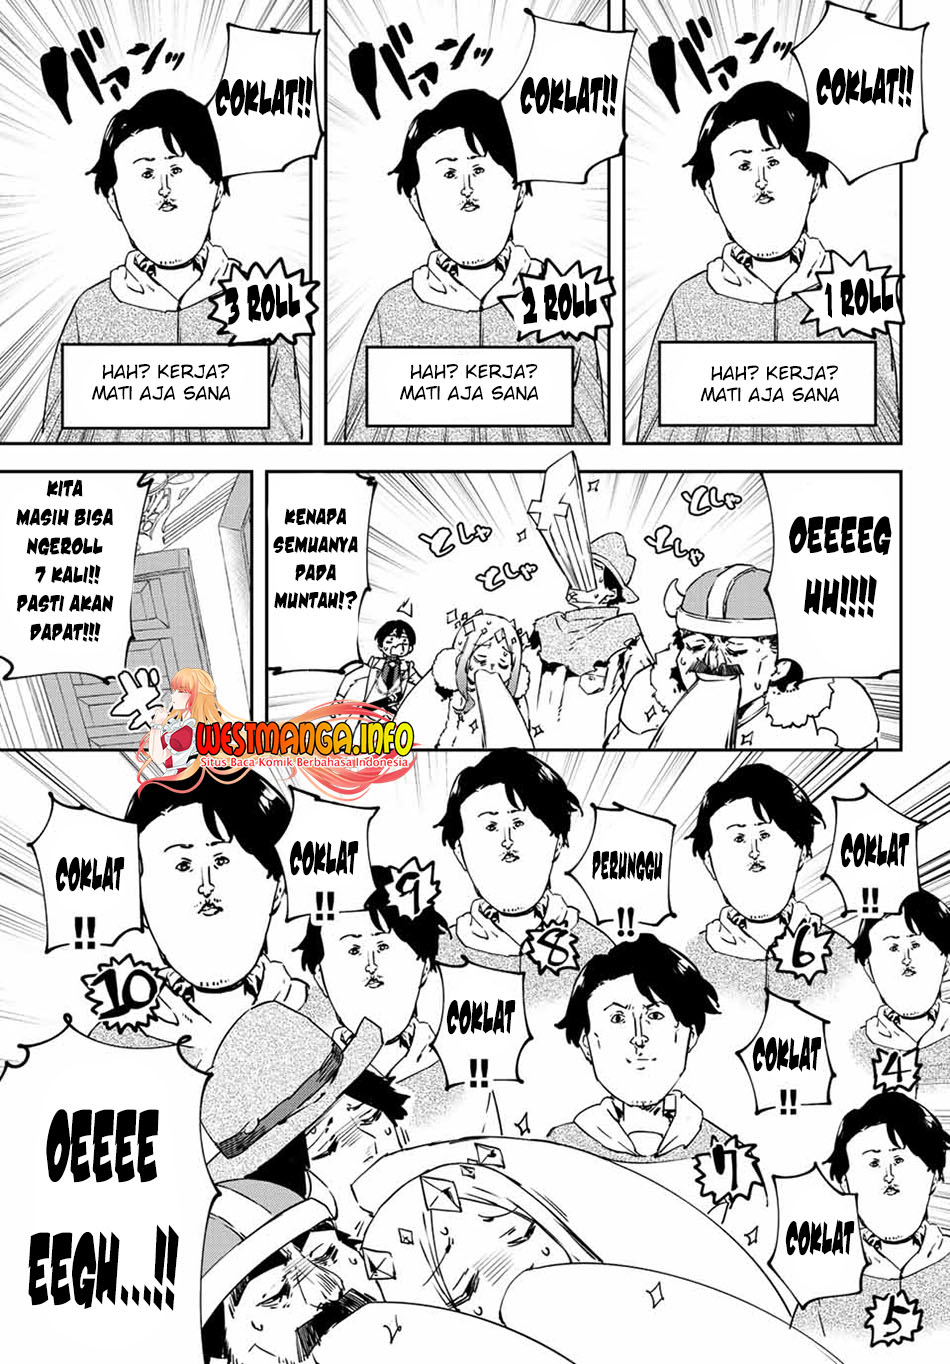 COKLAT!!
バァンッ
1 ROLL
HAH? KERJA?
MATI AJA SANA
COKLAT!!
バァンッ
2 ROLL
HAH? KERJA?
MATI AJA SANA
COKLAT!!
バァンッ
3 ROLL
HAH? KERJA?
MATI AJA SANA
OEEEEG
HH!!!!
どしゃ
どしゃ
どしゃ
KENAPA
SEMUANYA
PADA
MUNTAH!?
KITA
MASIH BISA
NGEROLL
7 KALI!!
PASTI AKAN
DAPAT!!!
WESTMANGA.INFO
Situs Baca Komik Berbahasa Indonesia
COKLAT
!!
4
COKLAT
!!
5
6
PERUNGGU
!!
COKLAT
!!
7
8
COKLAT
!!
9
COKLAT
!!
10
OEEEE
EEGH...!!